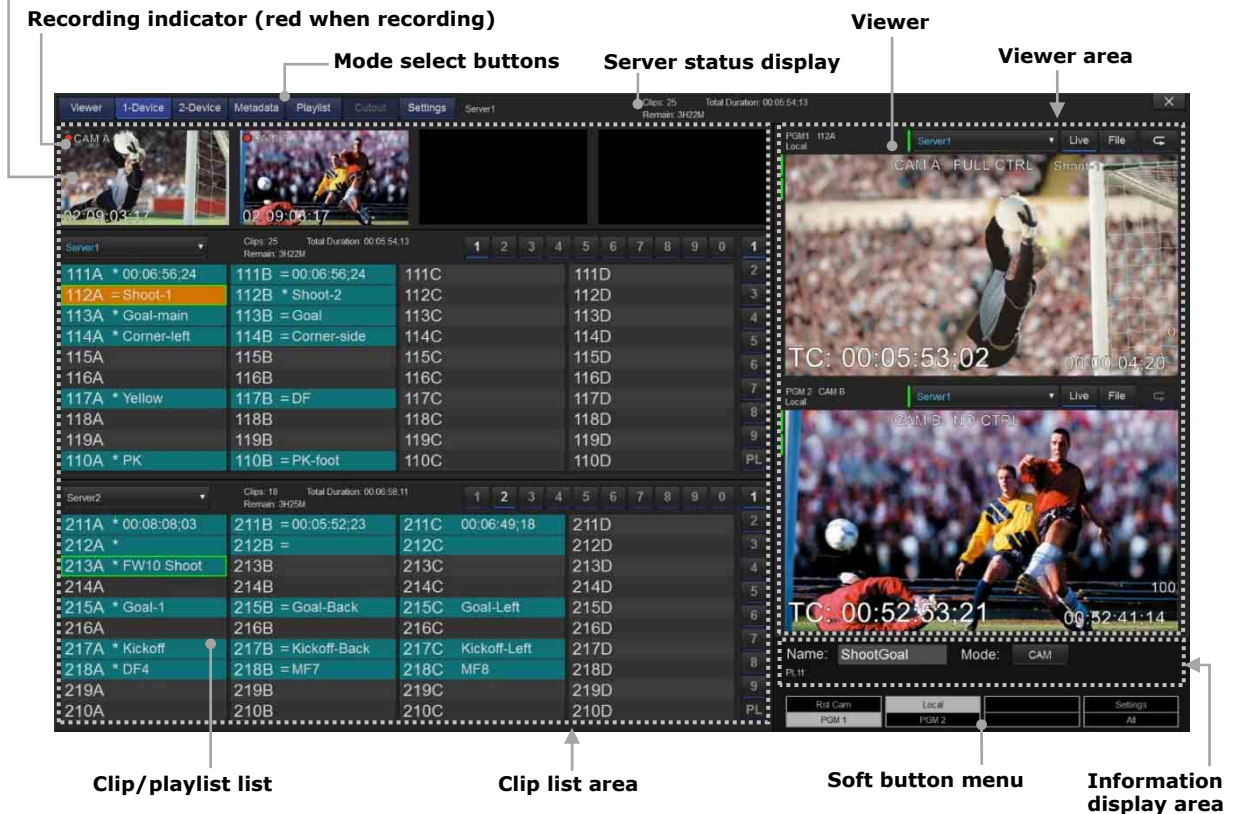 Recording indicator (red when recording)
Viewer
Mode select buttons
Server status display
Viewer area
Viewer 1-Device 2-Device Metadata Playlist Cutout Settings Server1
Clips: 25 Total Duration: 00:05:54;13
Remain: 3H22M
CAM A
02:09:03:17
02:09:03:17
PGM1 112A
Local
Server1 Live File
CAM A FULL CTRL
TC: 00:05:53;02
00:00:04:20
Server1
Clips: 25 Total Duration: 00:05:54;13
Remain: 3H22M
1 2 3 4 5 6 7 8 9 0 1
111A * 00:06:56;24 111B = 00:06:56;24 111C 111D 2
112A = Shoot-1 112B * Shoot-2 112C 112D 3
113A * Goal-main 113B = Goal 113C 113D 4
114A * Corner-left 114B = Corner-side 114C 114D 5
115A 115B 115C 115D 6
116A 116B 116C 116D 7
117A * Yellow 117B = DF 117C 117D
118A 118B 118C 118D 8
119A 119B 119C 119D 9
110A * PK 110B = PK-foot 110C 110D PL
PGM 2 CAM B
Local
Server1 Live File
CAM B NO CTRL
100
TC: 00:52:53;21
00:52:41:14
Server2
Clips: 18 Total Duration: 00:06:58;11
Remain: 3H25M
1 2 3 4 5 6 7 8 9 0 1
211A * 00:08:08;03 211B = 00:05:52;23 211C 00:06:49;18 211D 2
212A * 212B = 212C 212D 3
213A * FW10 Shoot 213B 213C 213D 4
214A 214B 214C 214D 5
215A * Goal-1 215B = Goal-Back 215C Goal-Left 215D 6
216A 216B 216C 216D
217A * Kickoff 217B = Kickoff-Back 217C Kickoff-Left 217D 7
218A * DF4 218B = MF7 218C MF8 218D 8
219A 219B 219C 219D 9
210A 210B 210C 210D PL
Name: ShootGoal Mode: CAM
PL11
Rst Cam Local Settings
PGM 1 PGM 2 All
Clip/playlist list
Clip list area
Soft button menu
Information
display area